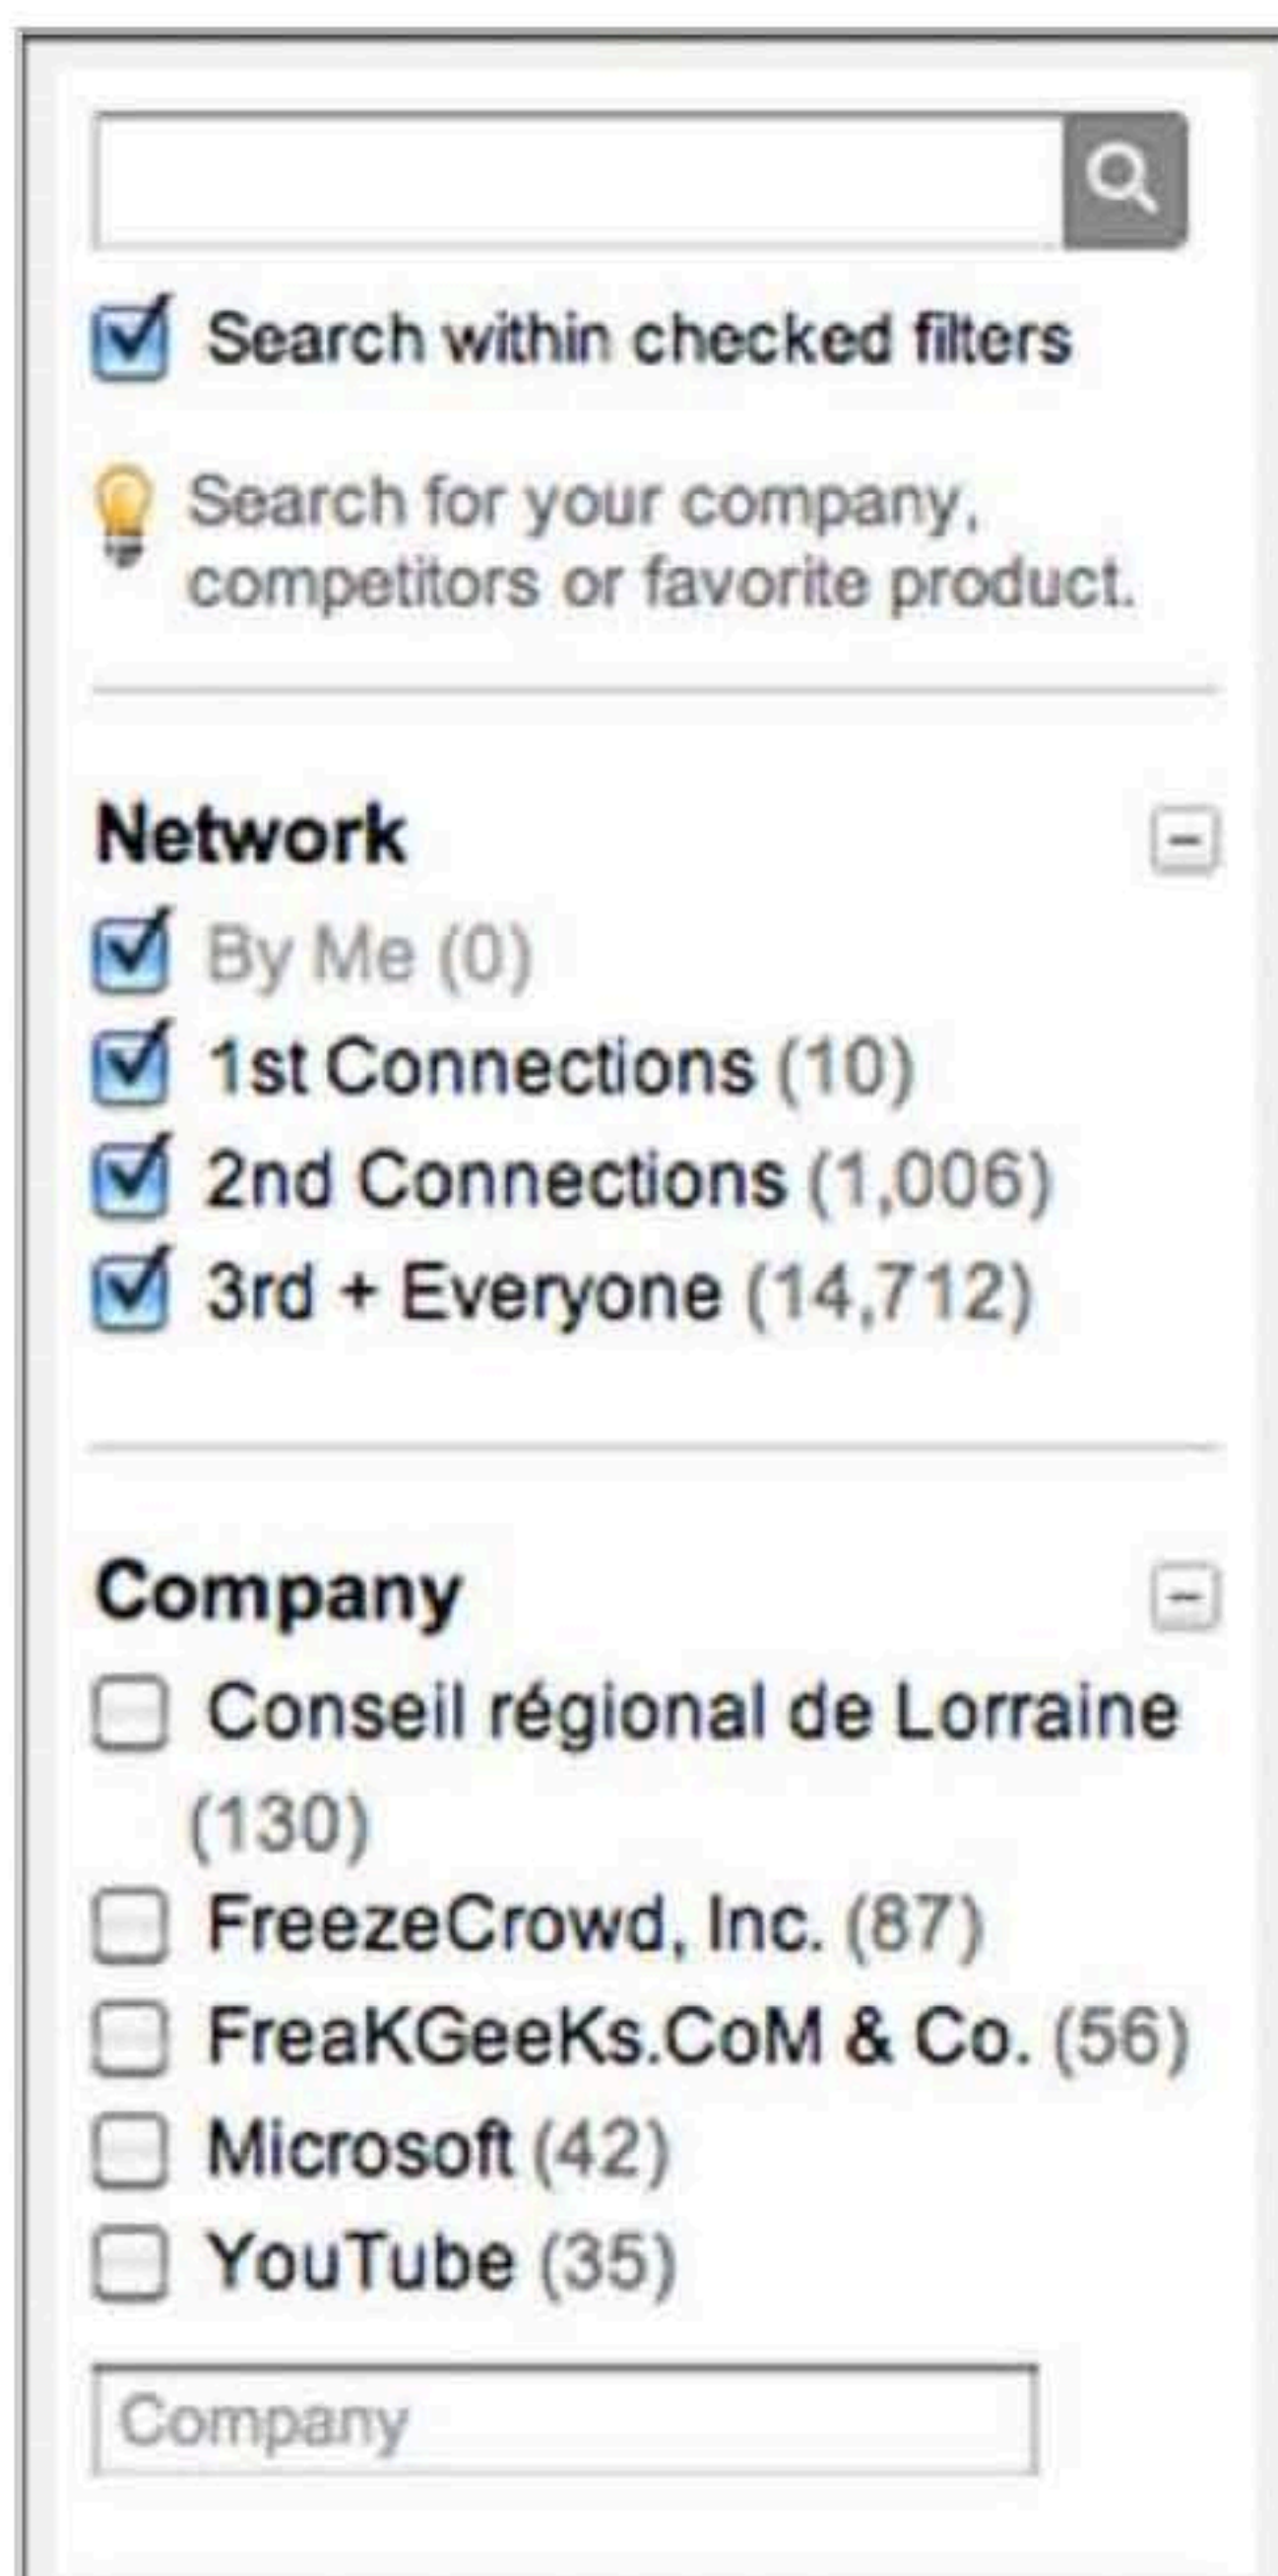 Search within checked filters
Search for your company,
competitors or favorite product.
Network
By Me (0)
1st Connections (10)
2nd Connections (1,006)
3rd + Everyone (14,712)
Company
Conseil régional de Lorraine
(130)
FreezeCrowd, Inc. (87)
FreaKGeeKs.CoM & Co. (56)
Microsoft (42)
YouTube (35)
Company